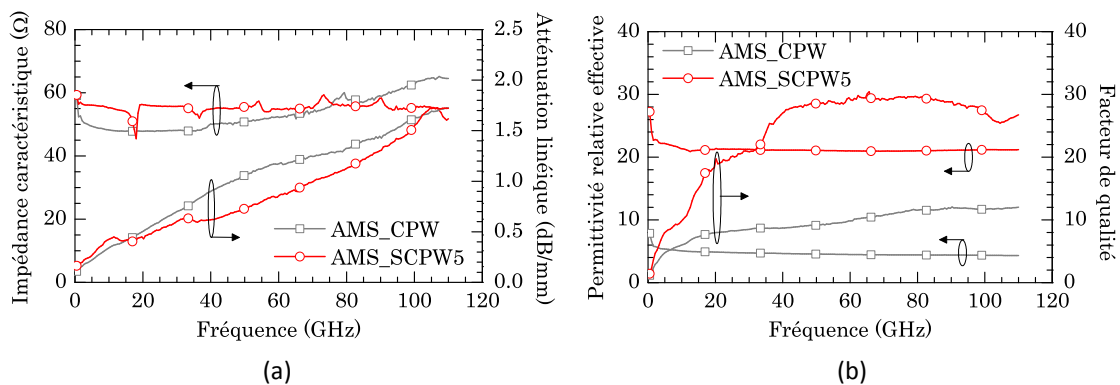 Impédance caractéristique (Ω)
80
60
40
20
0
0 20 40 60 80 100 120
Fréquence (GHz)
2.5
2.0
1.5
1.0
0.5
0.0
Atténuation linéique (dB/mm)
AMS_CPW
AMS_SCPW5
(a)
Permittivité relative effective
40
30
20
10
0
0 20 40 60 80 100 120
Fréquence (GHz)
40
30
20
10
0
Facteur de qualité
AMS_CPW
AMS_SCPW5
(b)